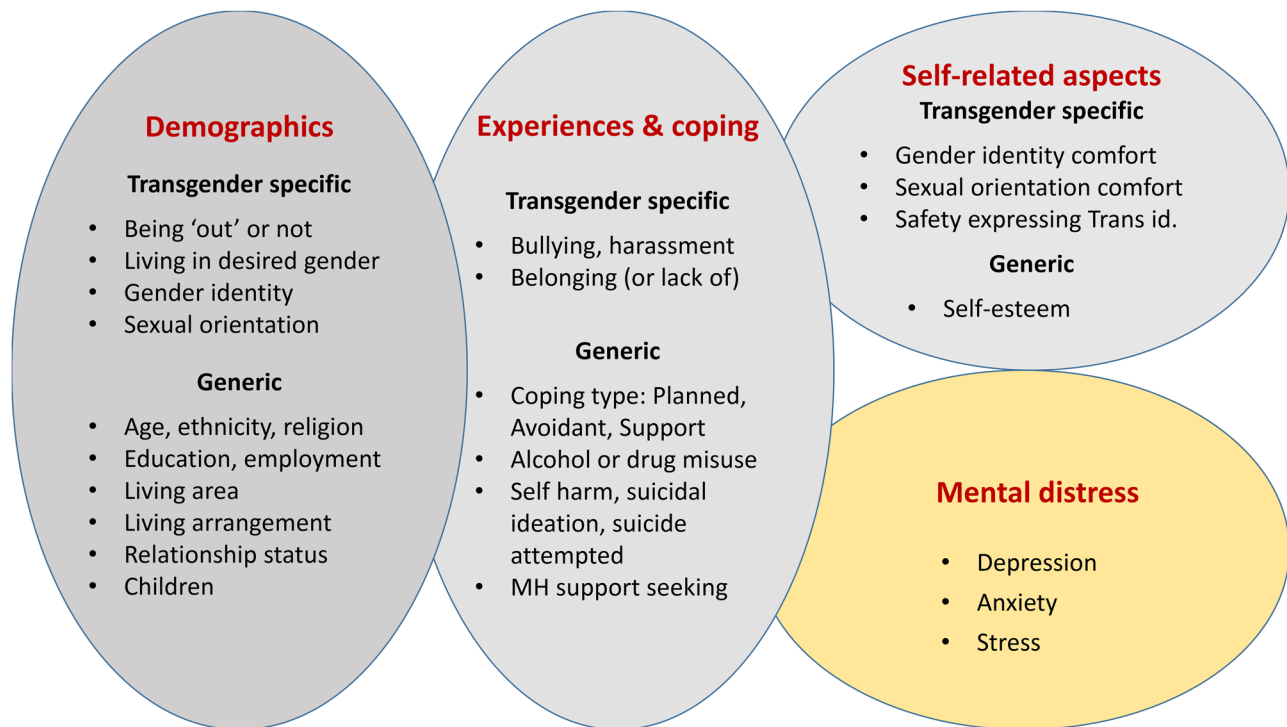 Demographics
Transgender specific
• Being ‘out’ or not
• Living in desired gender
• Gender identity
• Sexual orientation
Generic
• Age, ethnicity, religion
• Education, employment
• Living area
• Living arrangement
• Relationship status
• Children
Experiences & coping
Transgender specific
• Bullying, harassment
• Belonging (or lack of)
Generic
• Coping type: Planned,
Avoidant, Support
• Alcohol or drug misuse
• Self harm, suicidal
ideation, suicide
attempted
• MH support seeking
Self-related aspects
Transgender specific
• Gender identity comfort
• Sexual orientation comfort
• Safety expressing Trans id.
Generic
• Self-esteem
Mental distress
• Depression
• Anxiety
• Stress